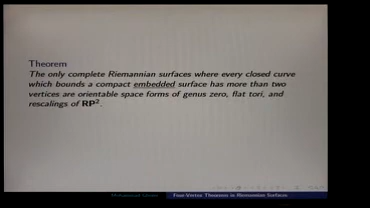 Theorem
The only complete Riemannian surfaces where every closed curve
which bounds a compact embedded surface has more than two
vertices are orientable space forms of genus zero, flat tori, and
rescalings of RP².
Four-Vertex Theorems in Riemannian Surfaces